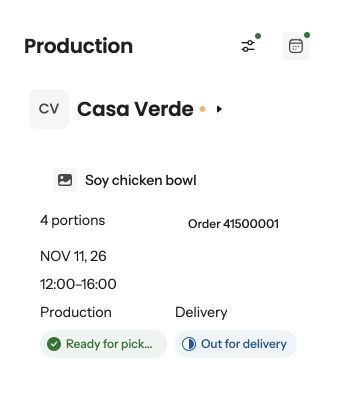 Production
CV Casa Verde
Soy chicken bowl
4 portions Order 41500001
NOV 11, 26
12:00–16:00
Production Delivery
Ready for pick... Out for delivery